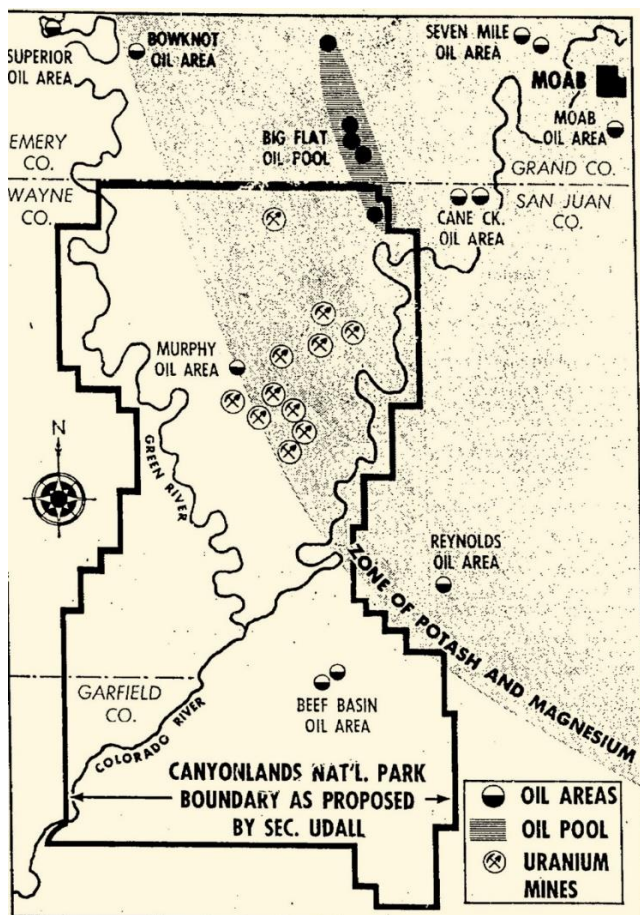 SUPERIOR
OIL AREA
BOWKNOT
OIL AREA
SEVEN MILE
OIL AREA
MOAB
MOAB
OIL AREA
BIG FLAT
OIL POOL
EMERY
CO.
GRAND CO.
WAYNE
CO.
SAN JUAN
CO.
CANE CK.
OIL AREA
MURPHY
OIL AREA
N
GREEN RIVER
REYNOLDS
OIL AREA
ZONE OF POTASH AND MAGNESIUM
GARFIELD
CO.
BEEF BASIN
OIL AREA
COLORADO RIVER
CANYONLANDS NAT'L. PARK
BOUNDARY AS PROPOSED
BY SEC. UDALL
OIL AREAS
OIL POOL
URANIUM
MINES